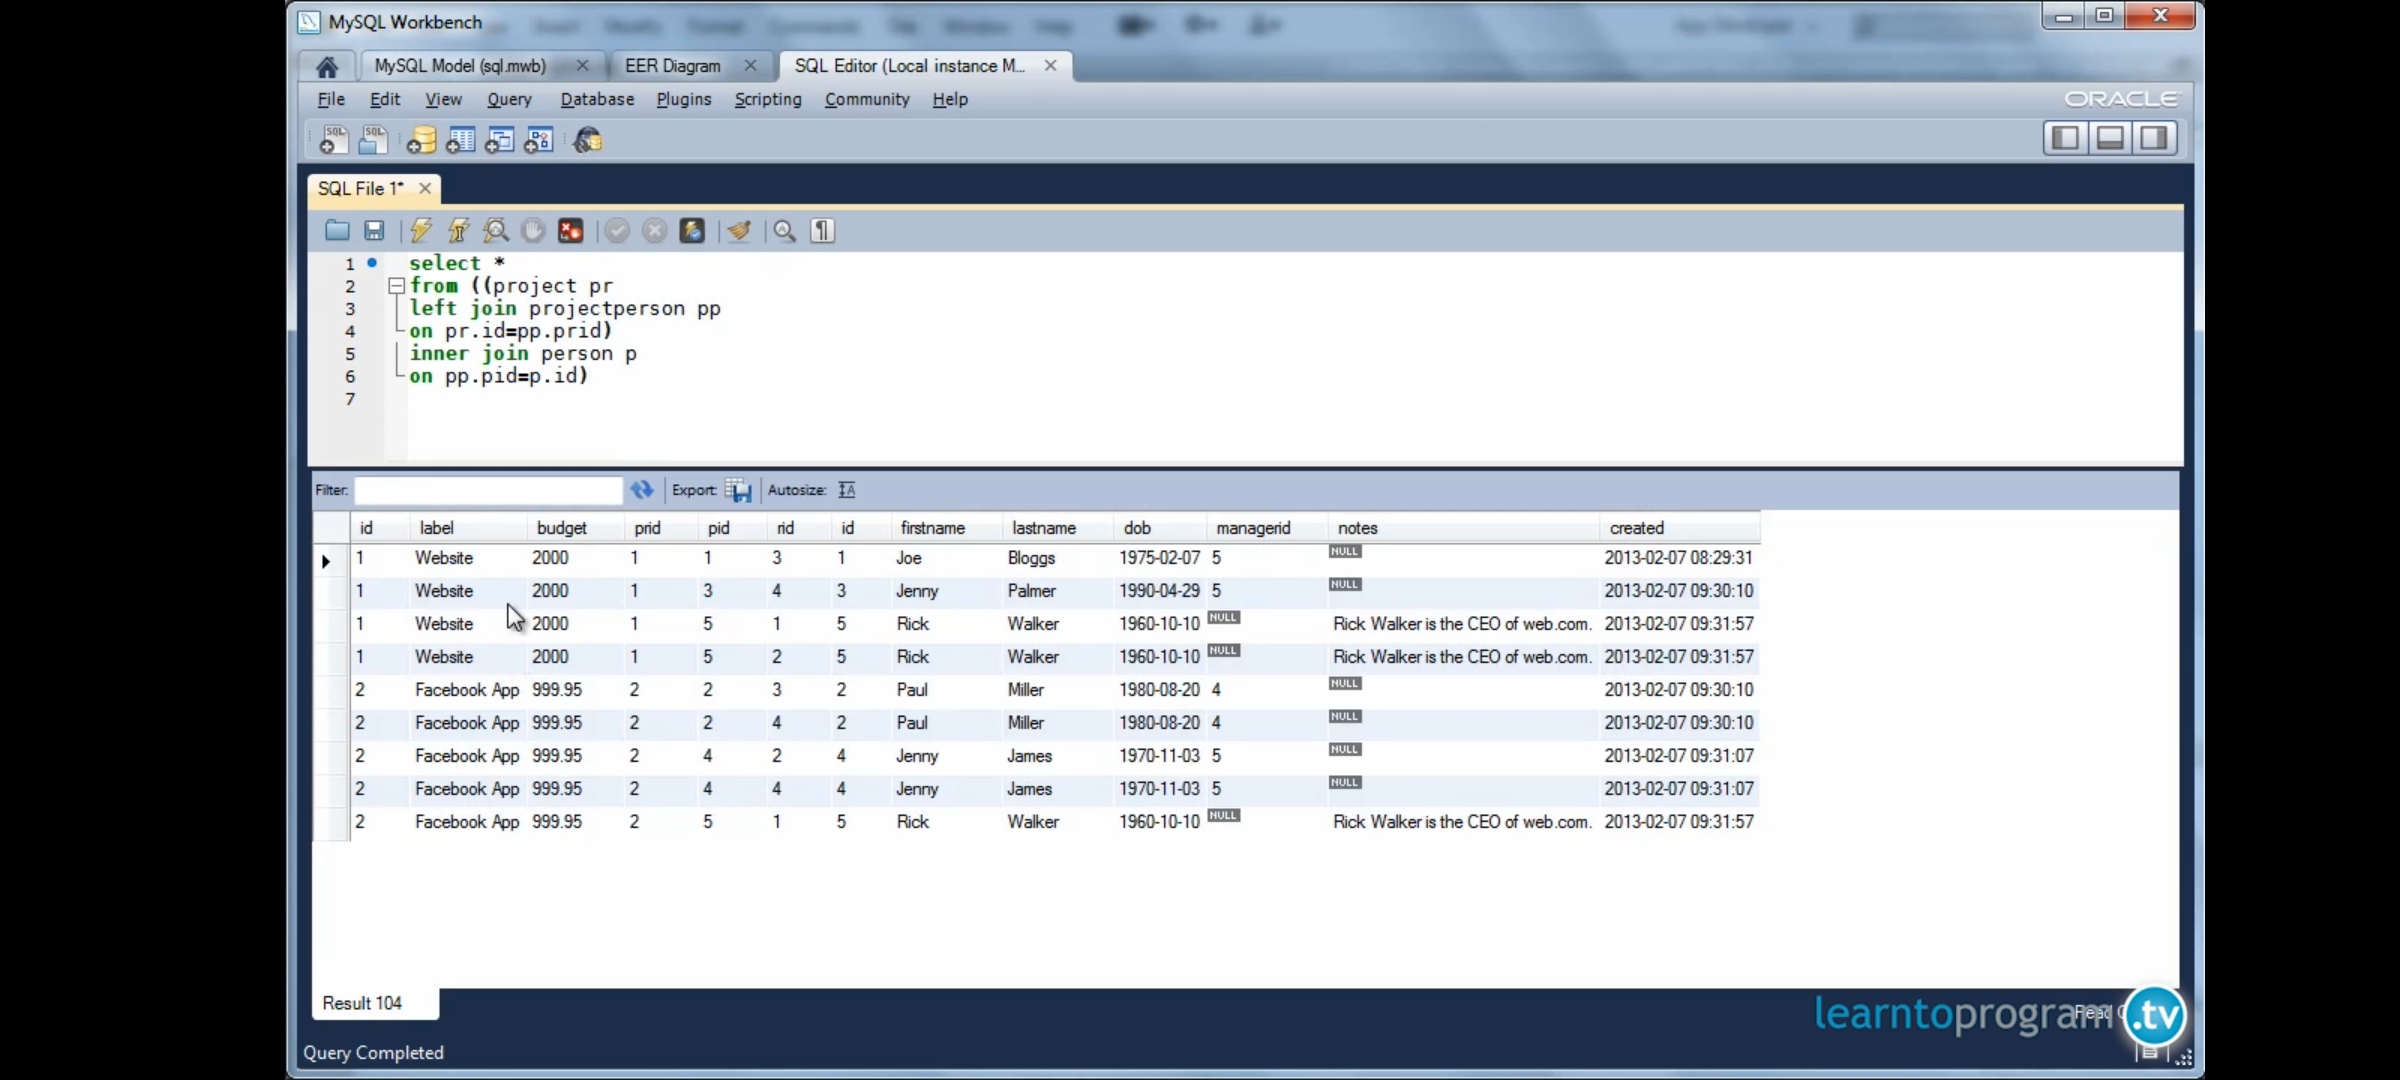 MySQL Workbench
MySQL Model (sql.mwb)
EER Diagram
SQL Editor (Local instance M...
File Edit View Query Database Plugins Scripting Community Help
ORACLE
SQL File 1*
1 select *
2 from ((project pr
3 left join projectperson pp
4 on pr.id=pp.prid)
5 inner join person p
6 on pp.pid=p.id)
7
Filter: Export: Autosize:
id label budget prid pid rid id firstname lastname dob managerid notes created
1 Website 2000 1 1 3 1 Joe Bloggs 1975-02-07 5 NULL 2013-02-07 08:29:31
1 Website 2000 1 3 4 3 Jenny Palmer 1990-04-29 5 NULL 2013-02-07 09:30:10
1 Website 2000 1 5 1 5 Rick Walker 1960-10-10 NULL Rick Walker is the CEO of web.com. 2013-02-07 09:31:57
1 Website 2000 1 5 2 5 Rick Walker 1960-10-10 NULL Rick Walker is the CEO of web.com. 2013-02-07 09:31:57
2 Facebook App 999.95 2 2 3 2 Paul Miller 1980-08-20 4 NULL 2013-02-07 09:30:10
2 Facebook App 999.95 2 2 4 2 Paul Miller 1980-08-20 4 NULL 2013-02-07 09:30:10
2 Facebook App 999.95 2 4 2 4 Jenny James 1970-11-03 5 NULL 2013-02-07 09:31:07
2 Facebook App 999.95 2 4 4 4 Jenny James 1970-11-03 5 NULL 2013-02-07 09:31:07
2 Facebook App 999.95 2 5 1 5 Rick Walker 1960-10-10 NULL Rick Walker is the CEO of web.com. 2013-02-07 09:31:57
Result 104
learntoprogram.tv
Query Completed